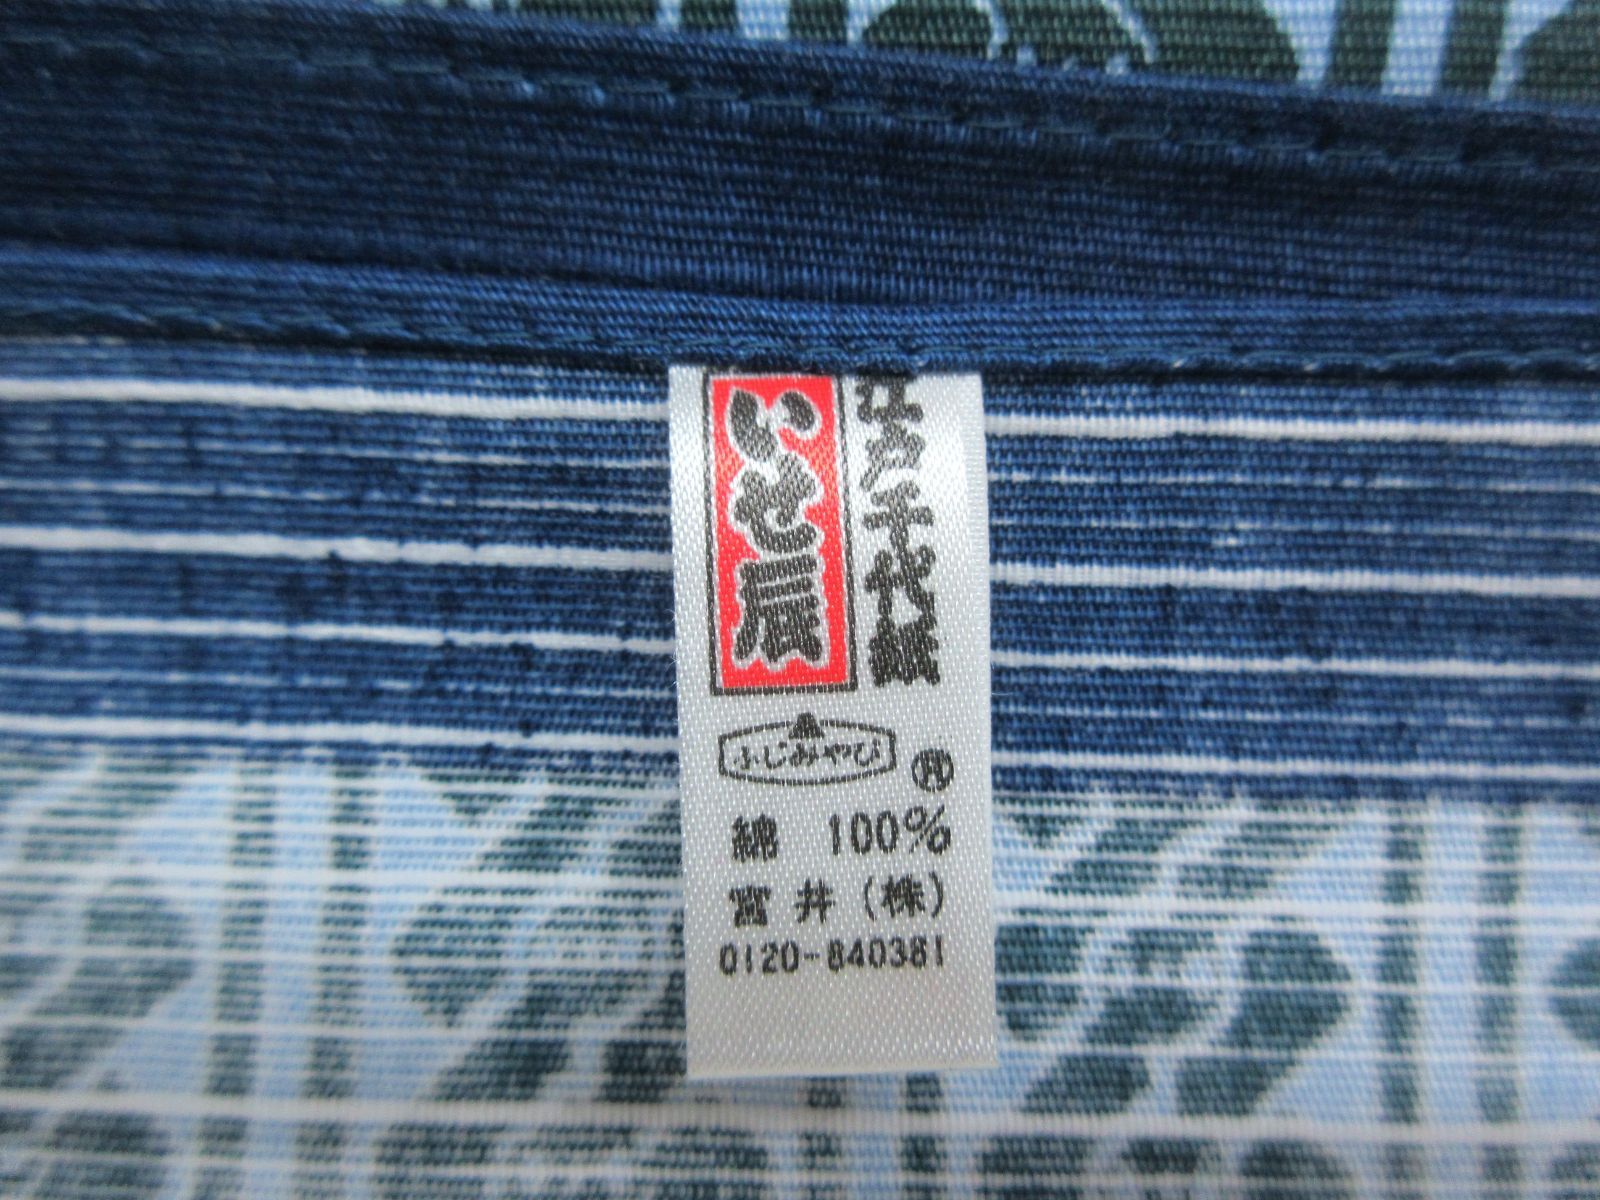 江戸千代紙
いせ辰
ふじみやび
®
綿 100%
宮井(株)
0120-840381